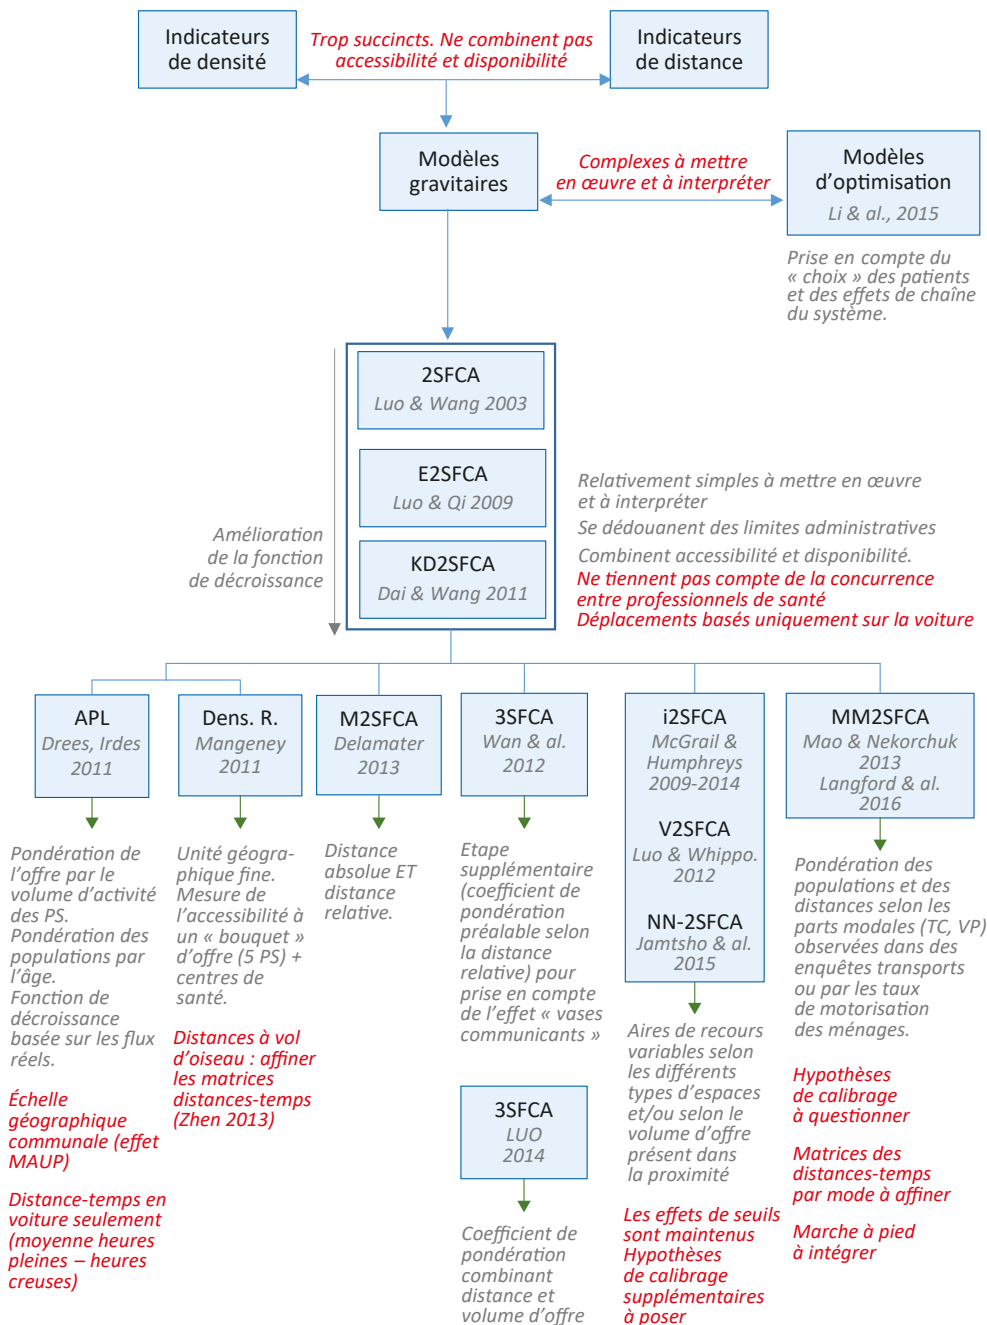 Indicateurs
de densité
Trop succincts. Ne combinent pas
accessibilité et disponibilité
Indicateurs
de distance
Modèles
gravitaires
Complexes à mettre
en œuvre et à interpréter
Modèles
d'optimisation
Li & al., 2015
Prise en compte du
« choix » des patients
et des effets de chaîne
du système.
2SFCA
Luo & Wang 2003
E2SFCA
Luo & Qi 2009
KD2SFCA
Dai & Wang 2011
Amélioration
de la fonction
de décroissance
Relativement simples à mettre en œuvre
et à interpréter
Se dédouanent des limites administratives
Combinent accessibilité et disponibilité.
Ne tiennent pas compte de la concurrence
entre professionnels de santé
Déplacements basés uniquement sur la voiture
APL
Drees, Irdes
2011
Pondération de
l'offre par le
volume d'activité
des PS.
Pondération des
populations par
l'âge.
Fonction de
décroissance
basée sur les flux
réels.
Échelle
géographique
communale (effet
MAUP)
Distance-temps en
voiture seulement
(moyenne heures
pleines – heures
creuses)
Dens. R.
Mangeney
2011
Unité géogra-
phique fine.
Mesure de
l'accessibilité à
un « bouquet »
d'offre (5 PS) +
centres de
santé.
Distances à vol
d'oiseau : affiner
les matrices
distances-temps
(Zhen 2013)
M2SFCA
Delamater
2013
Distance
absolue ET
distance
relative.
3SFCA
Wan & al.
2012
Etape
supplémentaire
(coefficient de
pondération
préalable selon
la distance
relative) pour
prise en compte
de l'effet « vases
communicants »
3SFCA
LUO
2014
Coefficient de
pondération
combinant
distance et
volume d'offre
i2SFCA
McGrail &
Humphreys
2009-2014
V2SFCA
Luo & Whippo.
2012
NN-2SFCA
Jamtsho & al.
2015
Aires de recours
variables selon
les différents
types d'espaces
et/ou selon le
volume d'offre
présent dans
la proximité
Les effets de seuils
sont maintenus
Hypothèses
de calibrage
supplémentaires
à poser
MM2SFCA
Mao & Nekorchuk
2013
Langford & al.
2016
Pondération des
populations et des
distances selon les
parts modales (TC, VP)
observées dans des
enquêtes transports
ou par les taux
de motorisation
des ménages.
Hypothèses
de calibrage
à questionner
Matrices des
distances-temps
par mode à affiner
Marche à pied
à intégrer